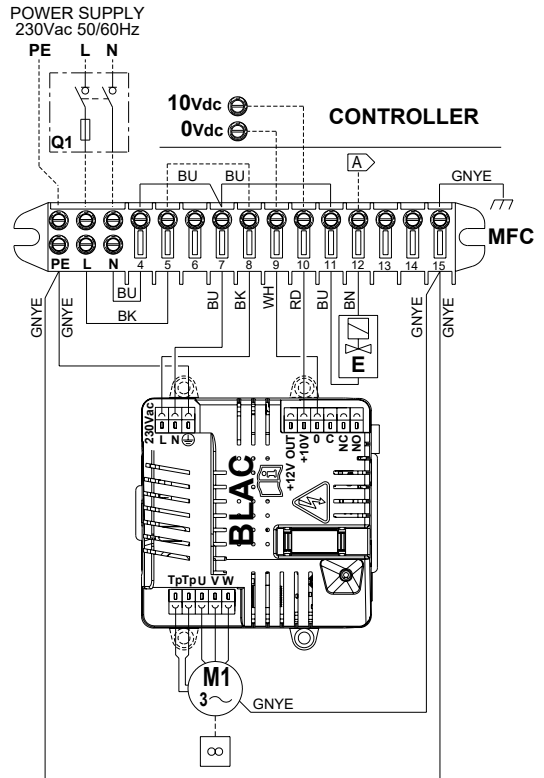 POWER SUPPLY
230Vac 50/60Hz
PE L N
Q1
10Vdc
0Vdc
CONTROLLER
A
BU BU GNYE
MFC
PE L N 4 5 6 7 8 9 10 11 12 13 14 15
GNYE GNYE BU BK BU BK WH RD BU BN GNYE GNYE
E
230Vac L N
+12V OUT +10V 0 C NC NO
BLAC
i
Tp Tp U V W
M1
3~
GNYE
8